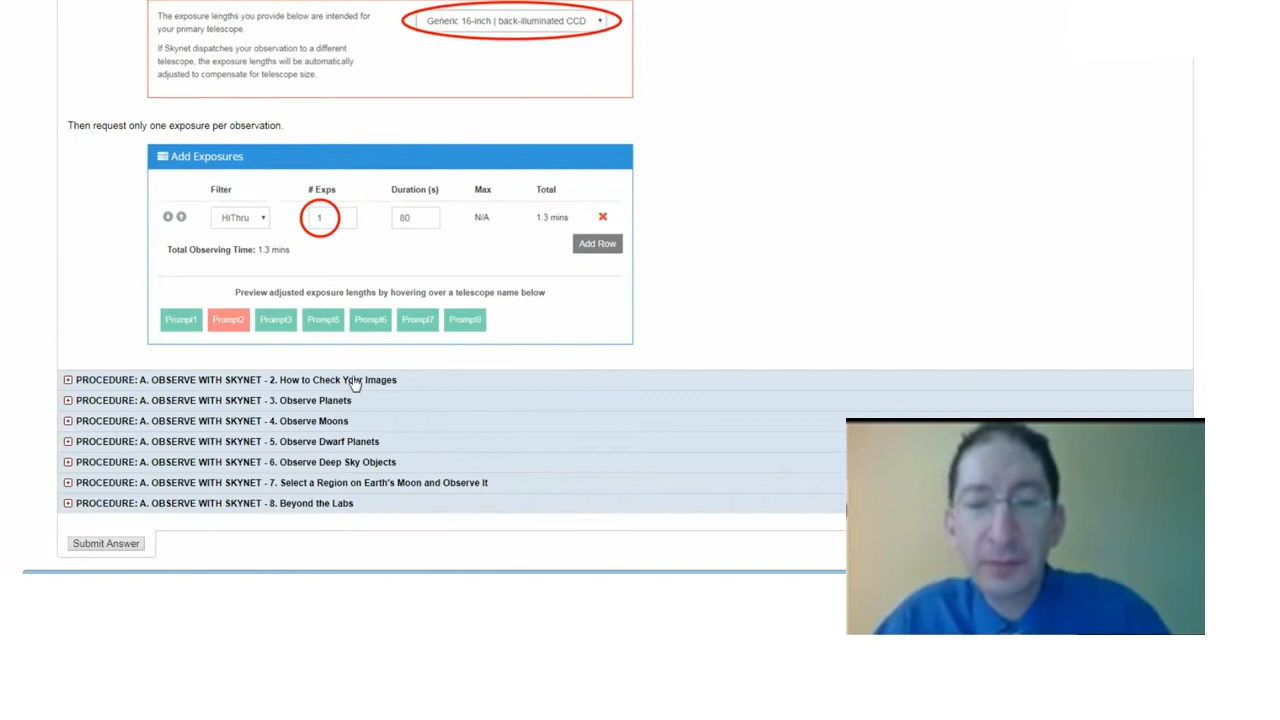 The exposure lengths you provide below are intended for
your primary telescope.
Generic 16-inch | back-illuminated CCD
If Skynet dispatches your observation to a different
telescope, the exposure lengths will be automatically
adjusted to compensate for telescope size.
Then request only one exposure per observation.
Add Exposures
Filter # Exps Duration (s) Max Total
HiThru 1 80 N/A 1.3 mins
Total Observing Time: 1.3 mins
Add Row
Preview adjusted exposure lengths by hovering over a telescope name below
Prompt1 Prompt2 Prompt3 Prompt5 Prompt6 Prompt7 Prompt8
PROCEDURE: A. OBSERVE WITH SKYNET - 2. How to Check Your Images
PROCEDURE: A. OBSERVE WITH SKYNET - 3. Observe Planets
PROCEDURE: A. OBSERVE WITH SKYNET - 4. Observe Moons
PROCEDURE: A. OBSERVE WITH SKYNET - 5. Observe Dwarf Planets
PROCEDURE: A. OBSERVE WITH SKYNET - 6. Observe Deep Sky Objects
PROCEDURE: A. OBSERVE WITH SKYNET - 7. Select a Region on Earth's Moon and Observe It
PROCEDURE: A. OBSERVE WITH SKYNET - 8. Beyond the Labs
Submit Answer